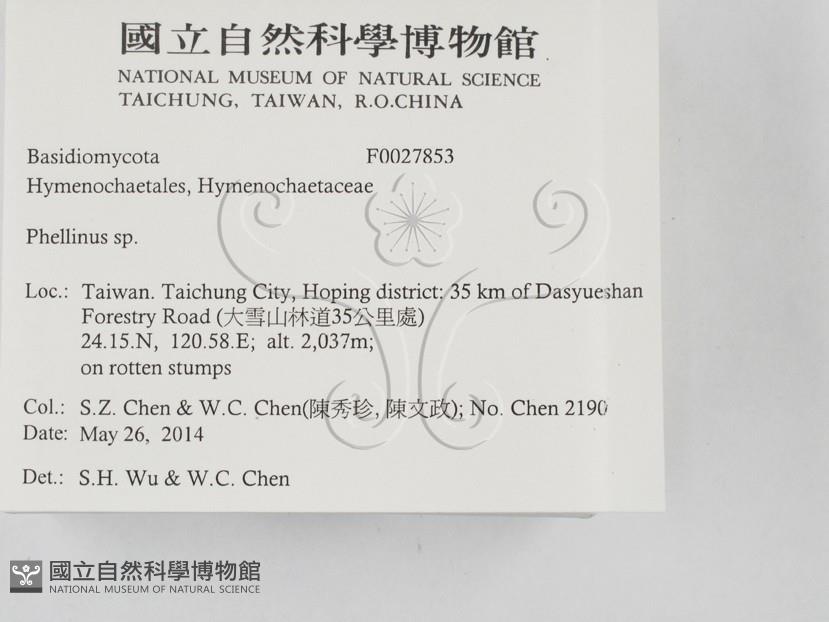 國立自然科學博物館
NATIONAL MUSEUM OF NATURAL SCIENCE
TAICHUNG, TAIWAN, R.O.CHINA
Basidiomycota F0027853
Hymenochaetales, Hymenochaetaceae
Phellinus sp.
Loc.: Taiwan. Taichung City, Hoping district: 35 km of Dasyueshan
Forestry Road (大雪山林道35公里處)
24.15.N, 120.58.E; alt. 2,037m;
on rotten stumps
Col.: S.Z. Chen & W.C. Chen(陳秀珍, 陳文政); No. Chen 2190
Date: May 26, 2014
Det.: S.H. Wu & W.C. Chen
國立自然科學博物館
NATIONAL MUSEUM OF NATURAL SCIENCE